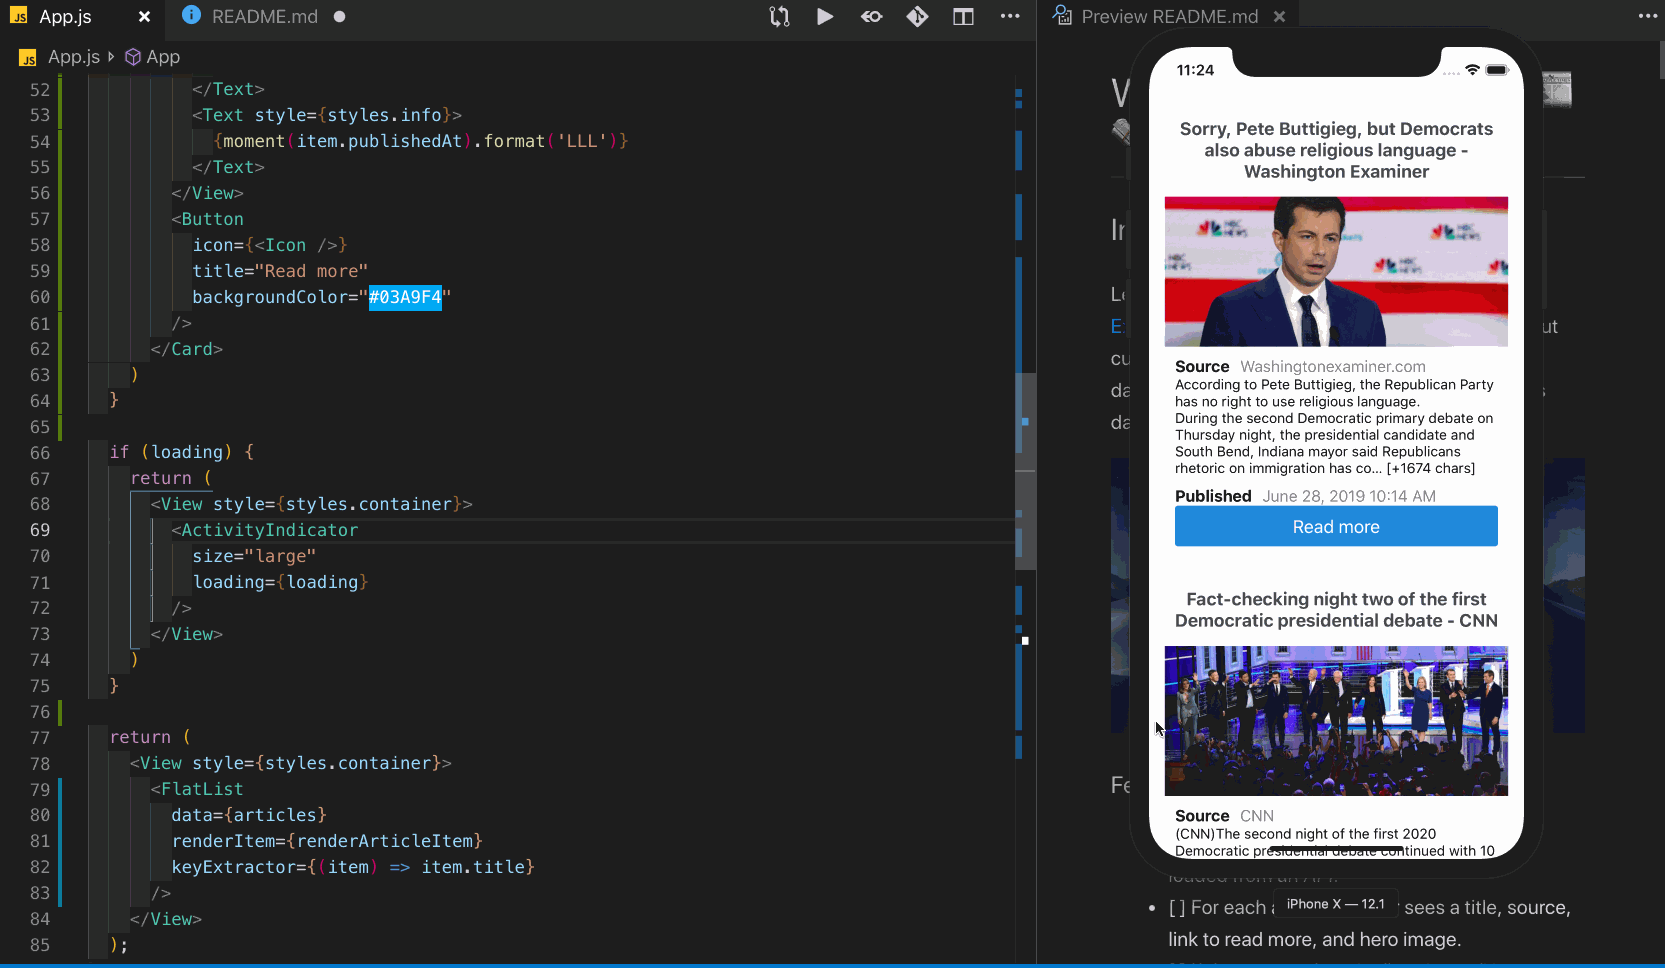 App.js
README.md
App.js App
52 </Text>
53 <Text style={styles.info}>
54 {moment(item.publishedAt).format('LLL')}
55 </Text>
56 </View>
57 <Button
58 icon={<Icon />}
59 title="Read more"
60 backgroundColor="#03A9F4"
61 />
62 </Card>
63 )
64 }
65
66 if (loading) {
67 return (
68 <View style={styles.container}>
69 <ActivityIndicator
70 size="large"
71 loading={loading}
72 />
73 </View>
74 )
75 }
76
77 return (
78 <View style={styles.container}>
79 <FlatList
80 data={articles}
81 renderItem={renderArticleItem}
82 keyExtractor={(item) => item.title}
83 />
84 </View>
85 );
Preview README.md
11:24
Sorry, Pete Buttigieg, but Democrats
also abuse religious language -
Washington Examiner
NBC
NEWS
Source Washingtonexaminer.com
According to Pete Buttigieg, the Republican Party
has no right to use religious language.
During the second Democratic primary debate on
Thursday night, the presidential candidate and
South Bend, Indiana mayor said Republicans
rhetoric on immigration has co... [+1674 chars]
Published June 28, 2019 10:14 AM
Read more
Fact-checking night two of the first
Democratic presidential debate - CNN
Source CNN
(CNN)The second night of the first 2020
Democratic presidential debate continued with 10
loaded from an API.
iPhone X — 12.1
[ ] For each sees a title, source,
link to read more, and hero image.